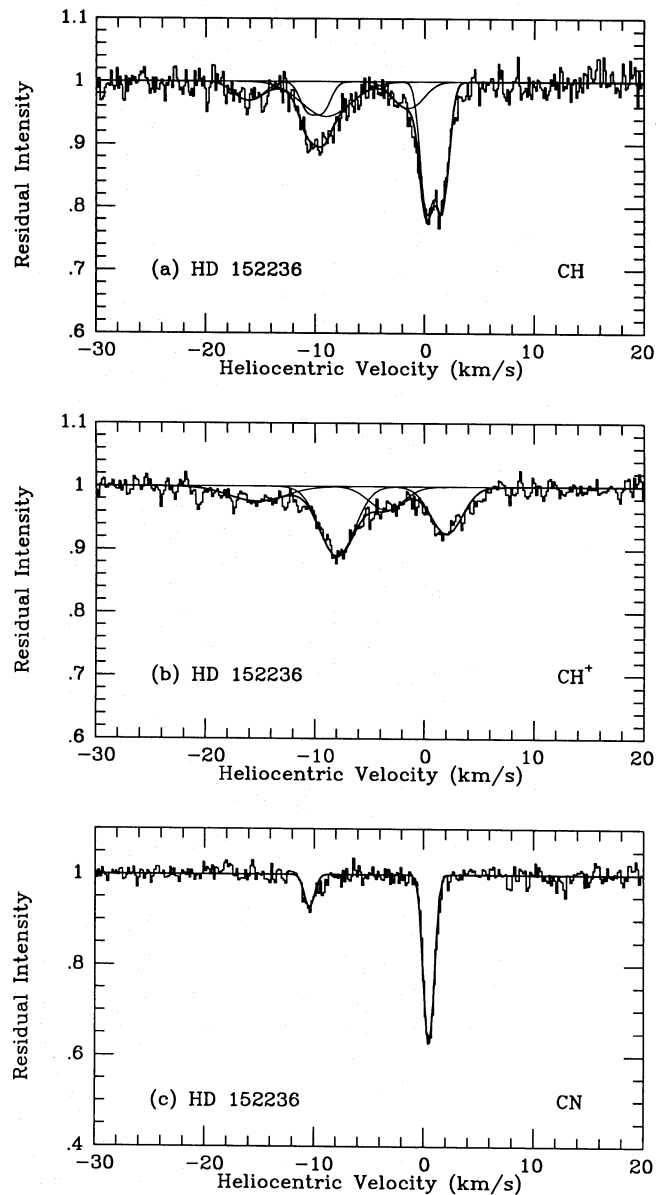 1.1
1
.9
.8
.7
.6
Residual Intensity
(a) HD 152236
CH
−30 −20 −10 0 10 20
Heliocentric Velocity (km/s)
1.1
1
.9
.8
.7
.6
Residual Intensity
(b) HD 152236
CH+
−30 −20 −10 0 10 20
Heliocentric Velocity (km/s)
1
.8
.6
.4
Residual Intensity
(c) HD 152236
CN
−30 −20 −10 0 10 20
Heliocentric Velocity (km/s)